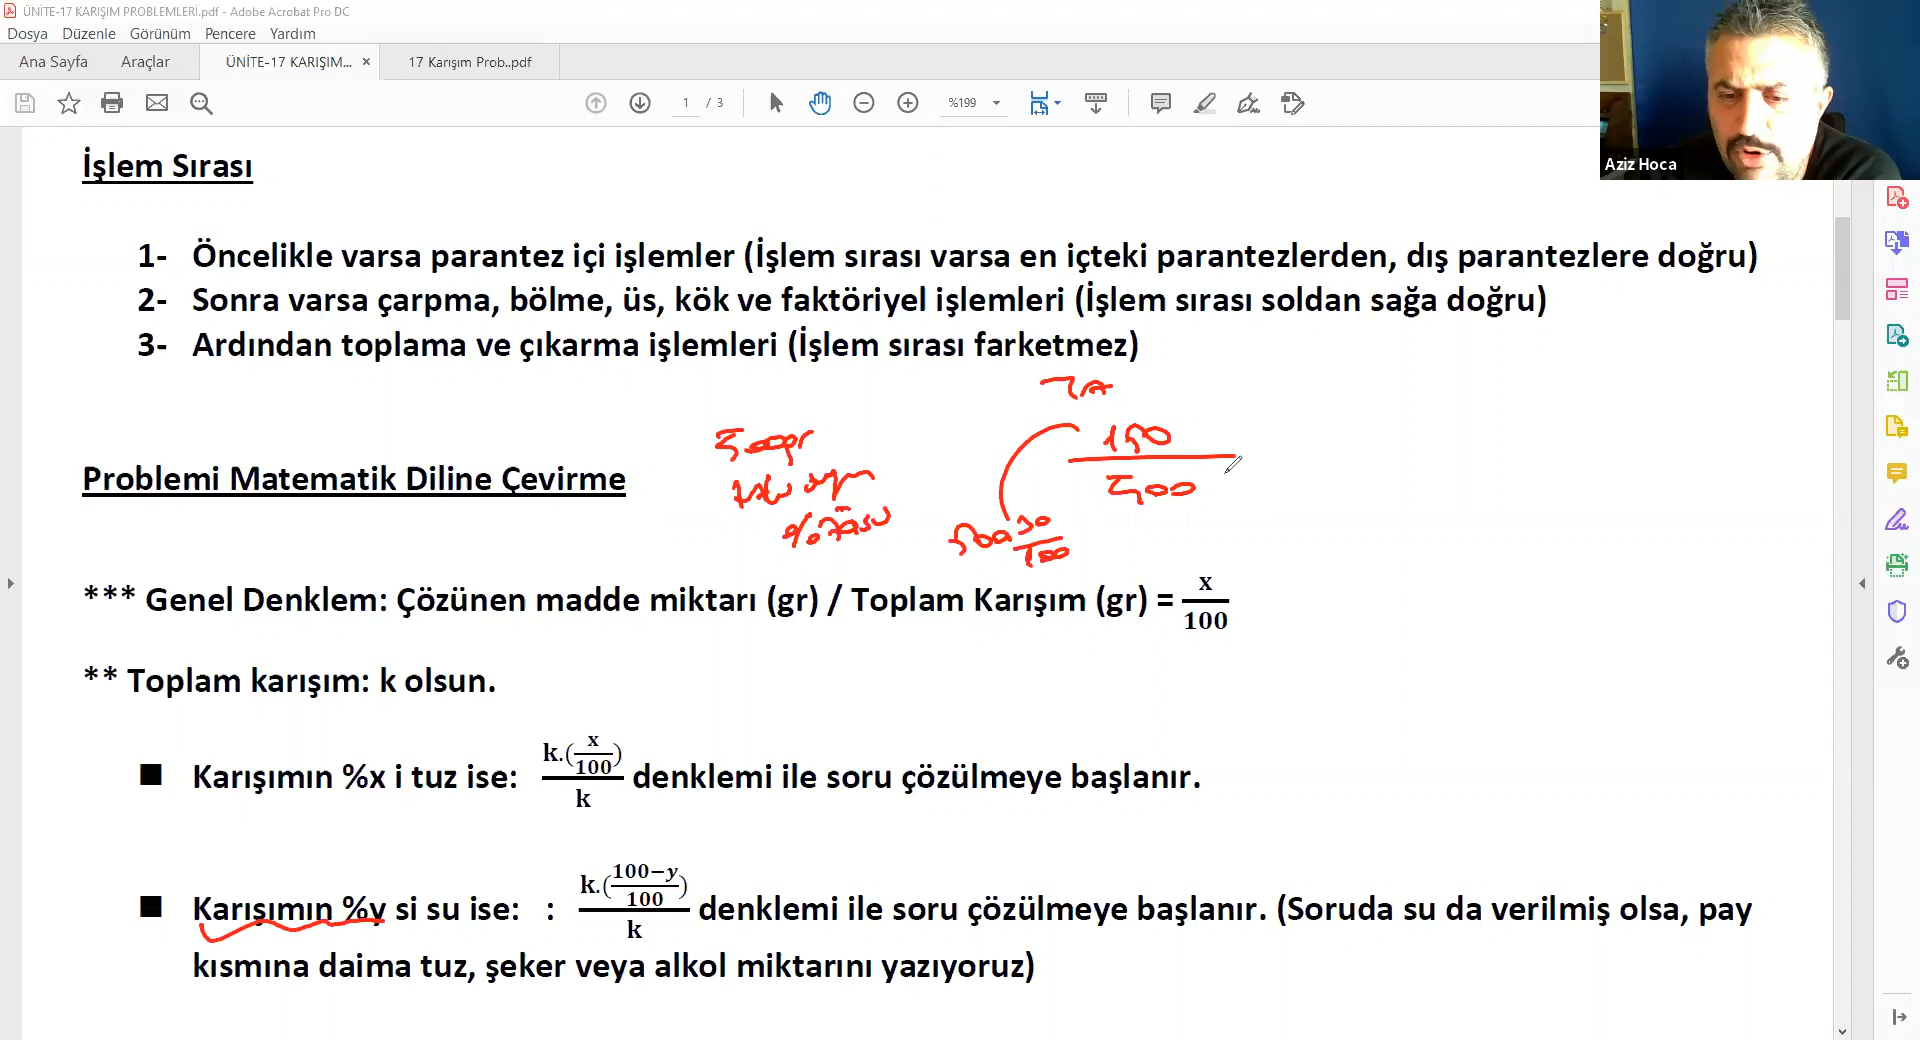 ÜNİTE-17 KARIŞIM PROBLEMLERİ.pdf - Adobe Acrobat Pro DC
Dosya Düzenle Görünüm Pencere Yardım
Ana Sayfa Araçlar ÜNİTE-17 KARIŞIM... × 17 Karışım Prob..pdf
1 / 3 %199
Aziz Hoca
İşlem Sırası
1- Öncelikle varsa parantez içi işlemler (İşlem sırası varsa en içteki parantezlerden, dış parantezlere doğru)
2- Sonra varsa çarpma, bölme, üs, kök ve faktöriyel işlemleri (İşlem sırası soldan sağa doğru)
3- Ardından toplama ve çıkarma işlemleri (İşlem sırası farketmez)
150
500
500 30
100
Problemi Matematik Diline Çevirme
*** Genel Denklem: Çözünen madde miktarı (gr) / Toplam Karışım (gr) = x/100
** Toplam karışım: k olsun.
■ Karışımın %x i tuz ise: k.(x/100)/k denklemi ile soru çözülmeye başlanır.
■ Karışımın %y si su ise: : k.(100−y/100)/k denklemi ile soru çözülmeye başlanır. (Soruda su da verilmiş olsa, pay
kısmına daima tuz, şeker veya alkol miktarını yazıyoruz)